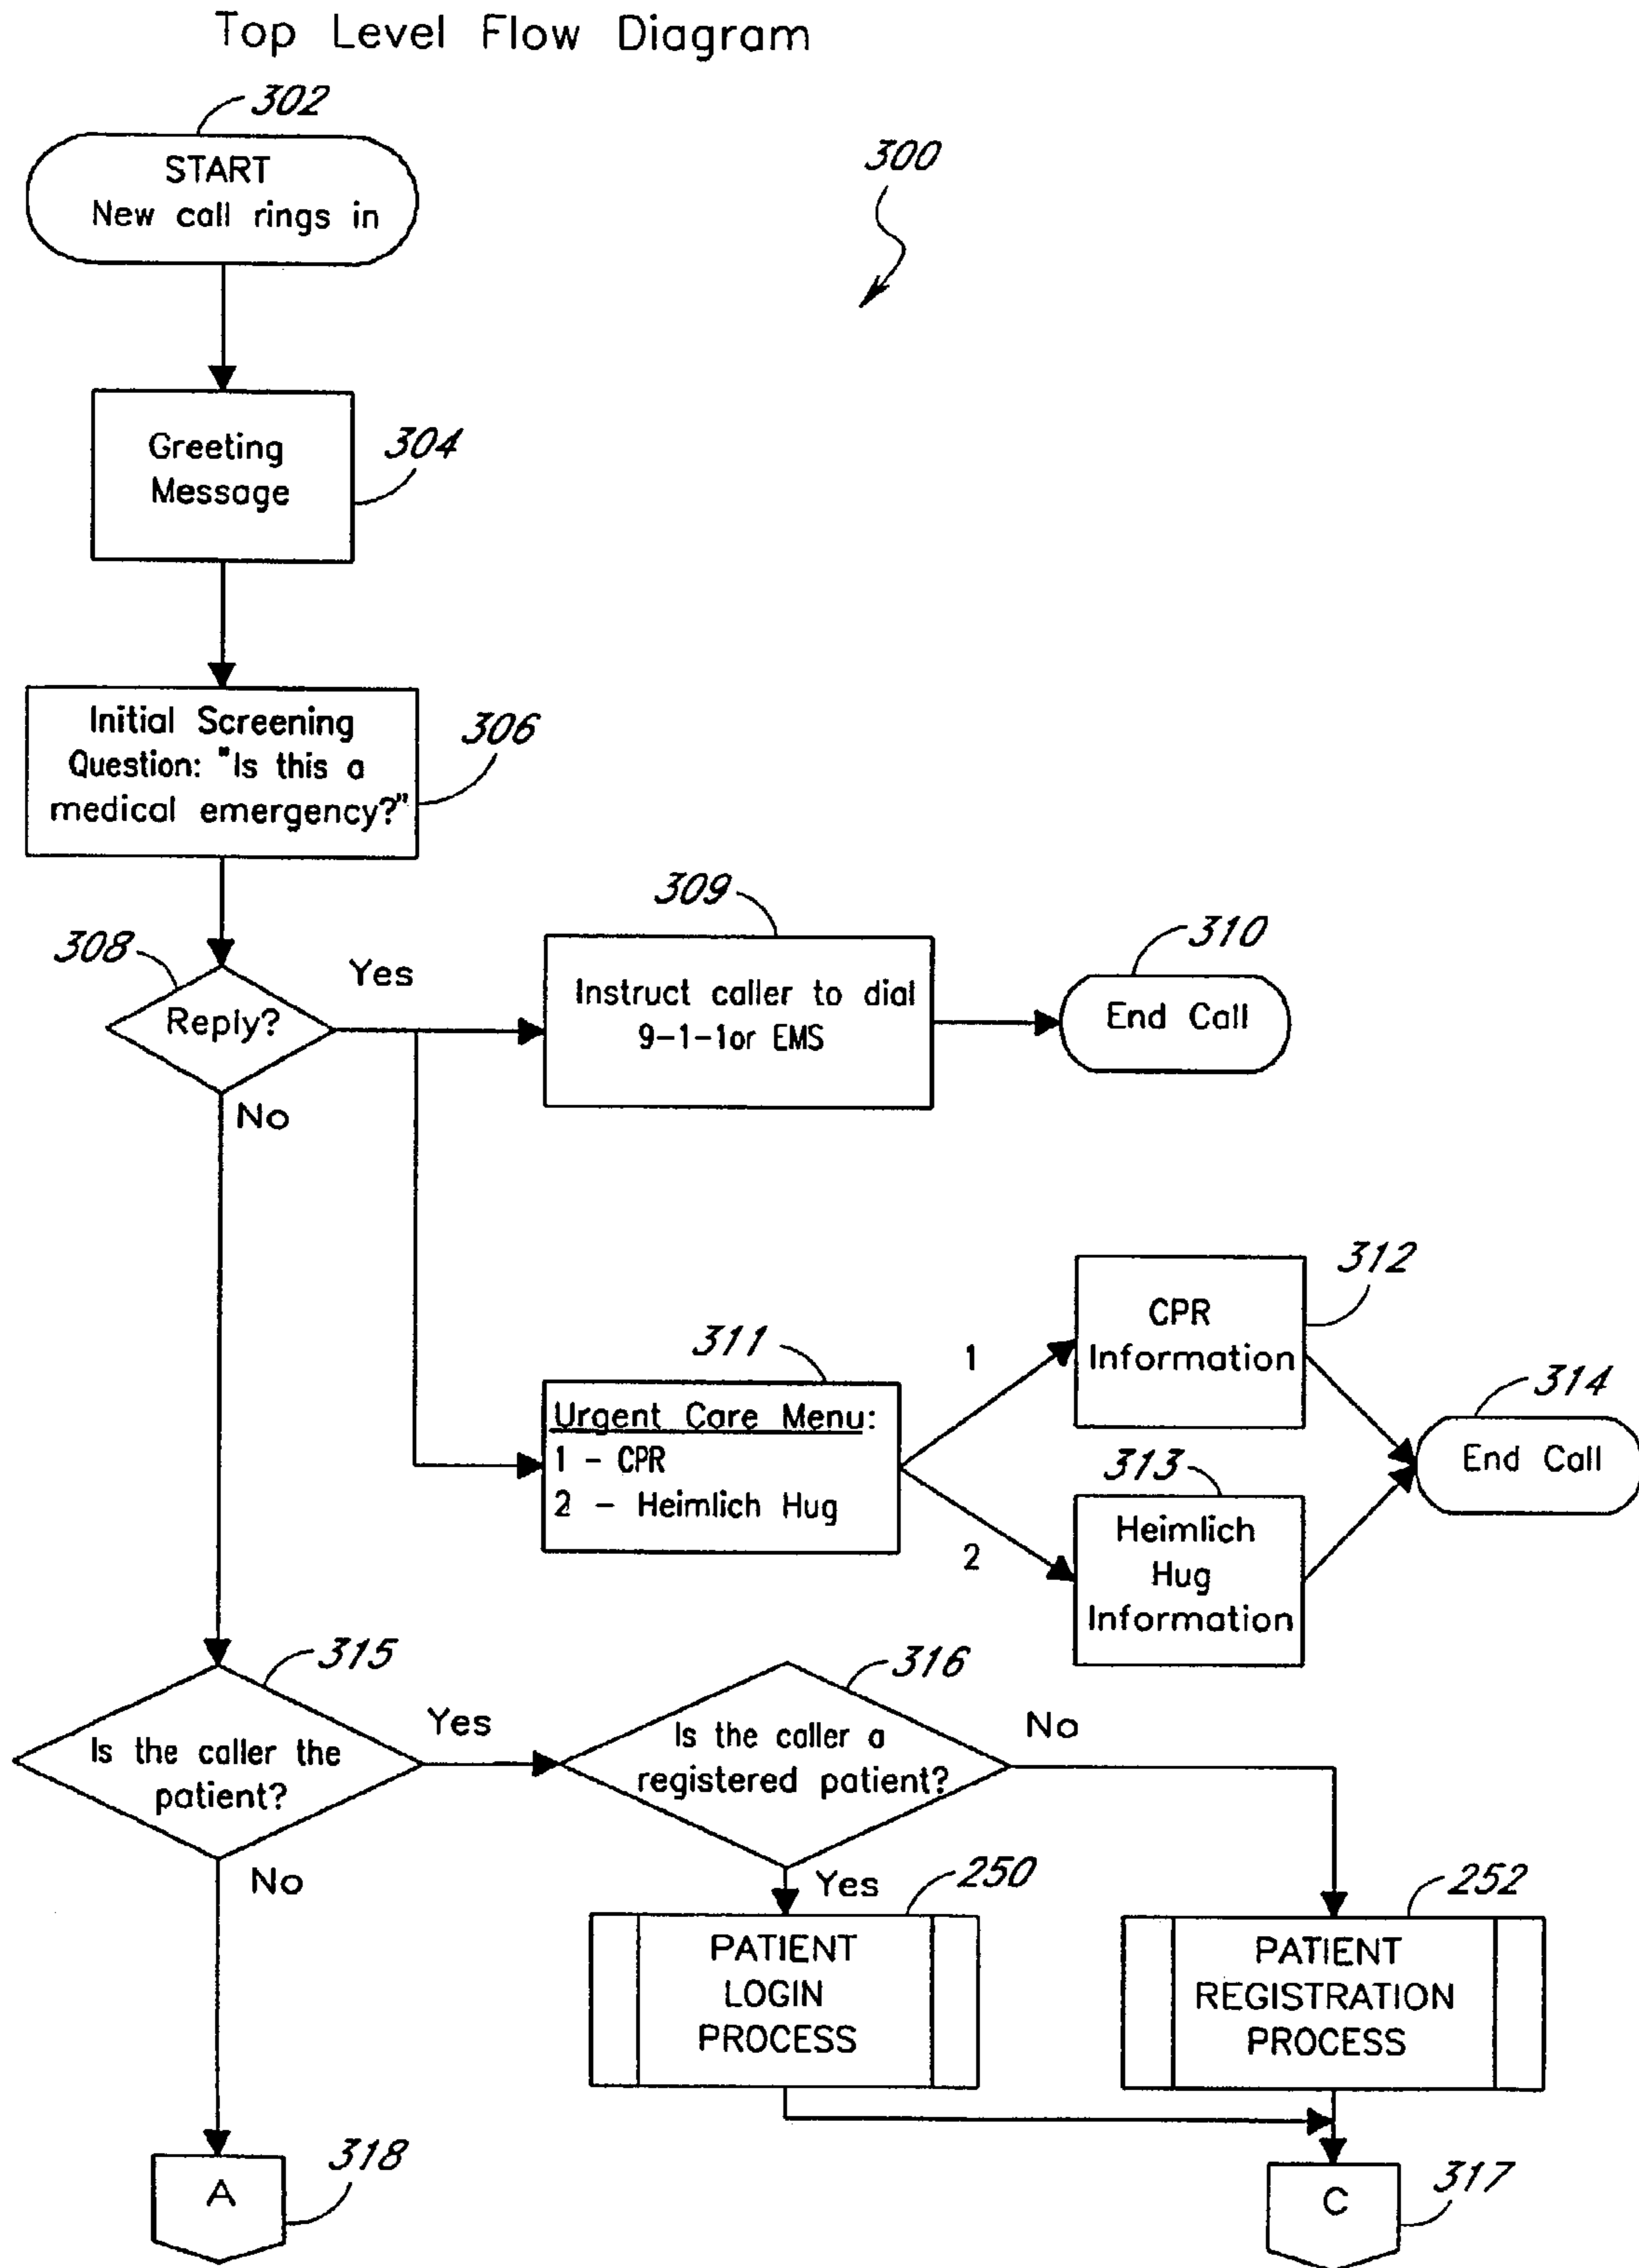 Top Level Flow Diagram
302
START
New call rings in
300
Greeting
Message
304
Initial Screening
Question: "Is this a
medical emergency?"
306
308
Reply?
Yes
No
309
Instruct caller to dial
9-1-1or EMS
310
End Call
311
Urgent Care Menu:
1 - CPR
2 - Heimlich Hug
1
2
312
CPR
Information
313
Heimlich
Hug
Information
314
End Call
315
Is the caller the
patient?
Yes
No
316
Is the caller a
registered patient?
No
Yes
250
PATIENT
LOGIN
PROCESS
252
PATIENT
REGISTRATION
PROCESS
A
318
C
317